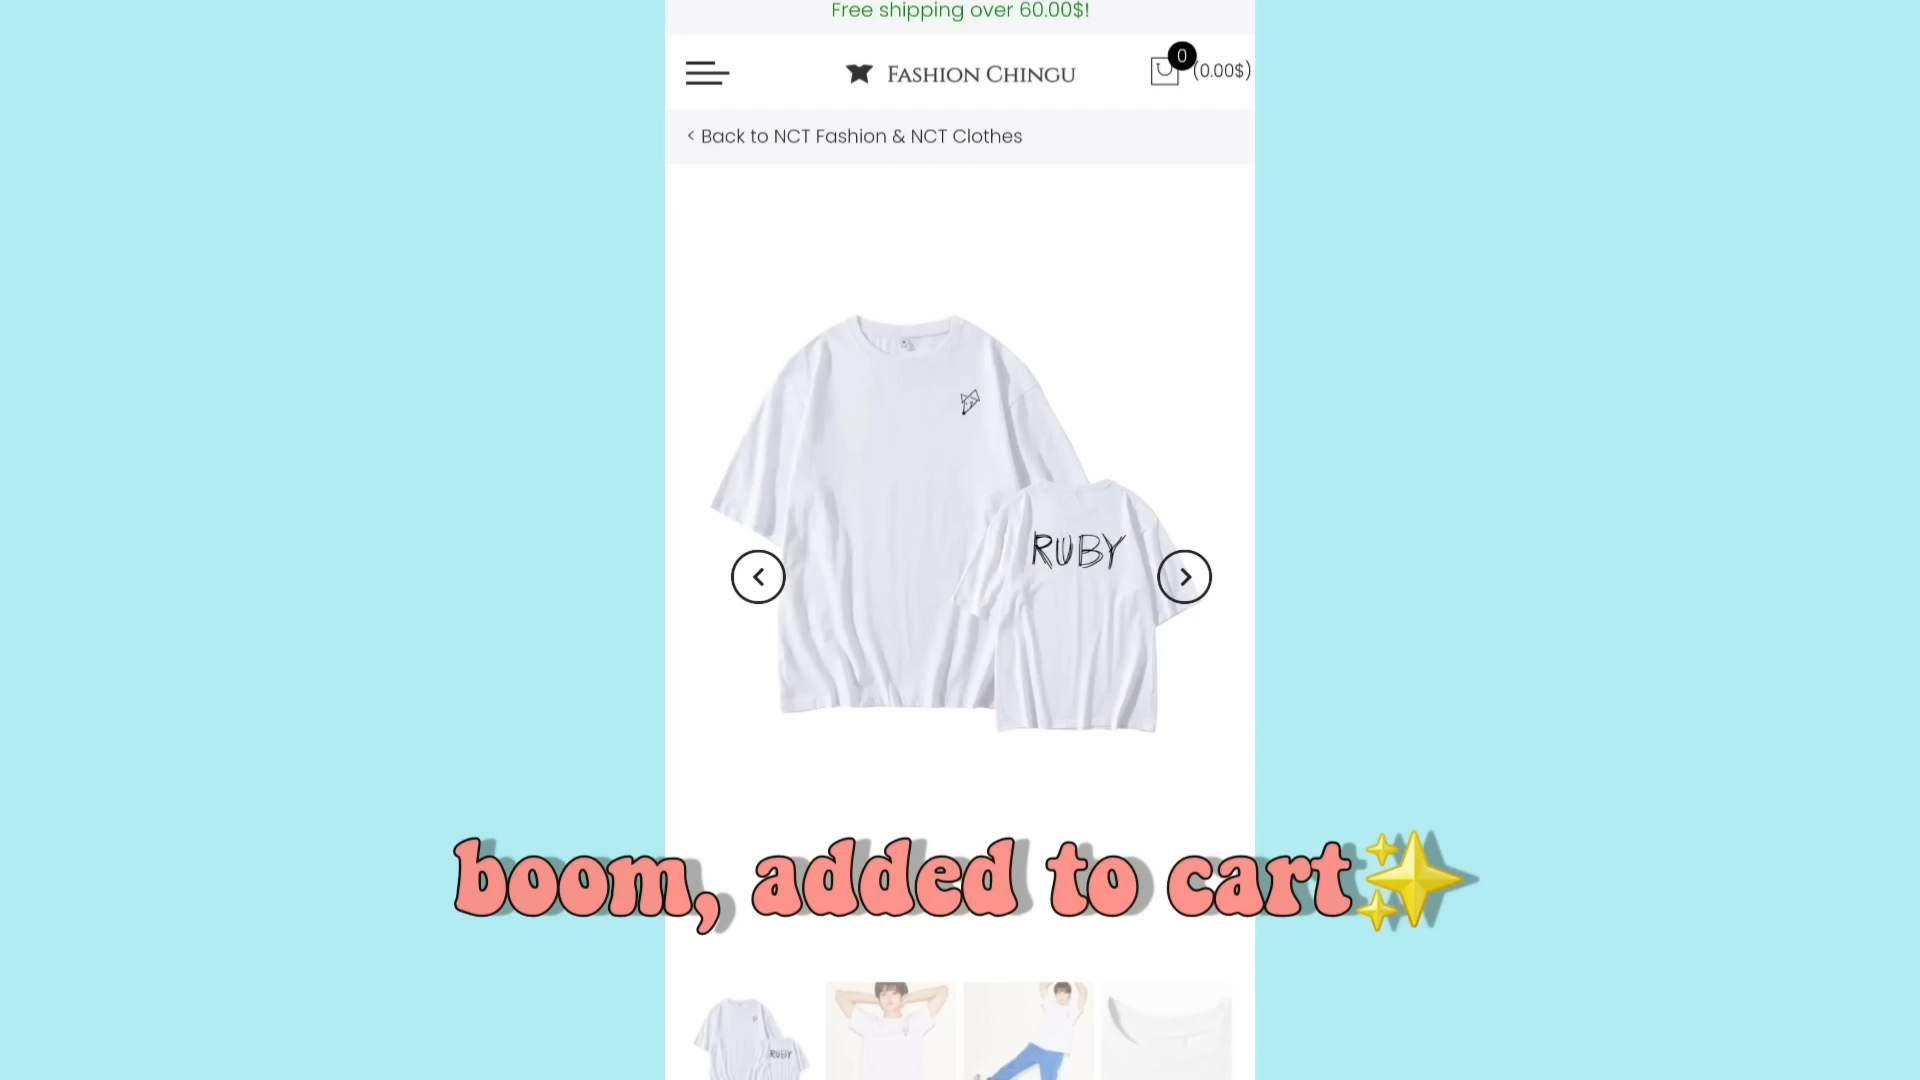 Free shipping over 60.00$!
FASHION CHINGU
0
(0.00$)
< Back to NCT Fashion & NCT Clothes
RUBY
boom, added to cart✨
RUBY